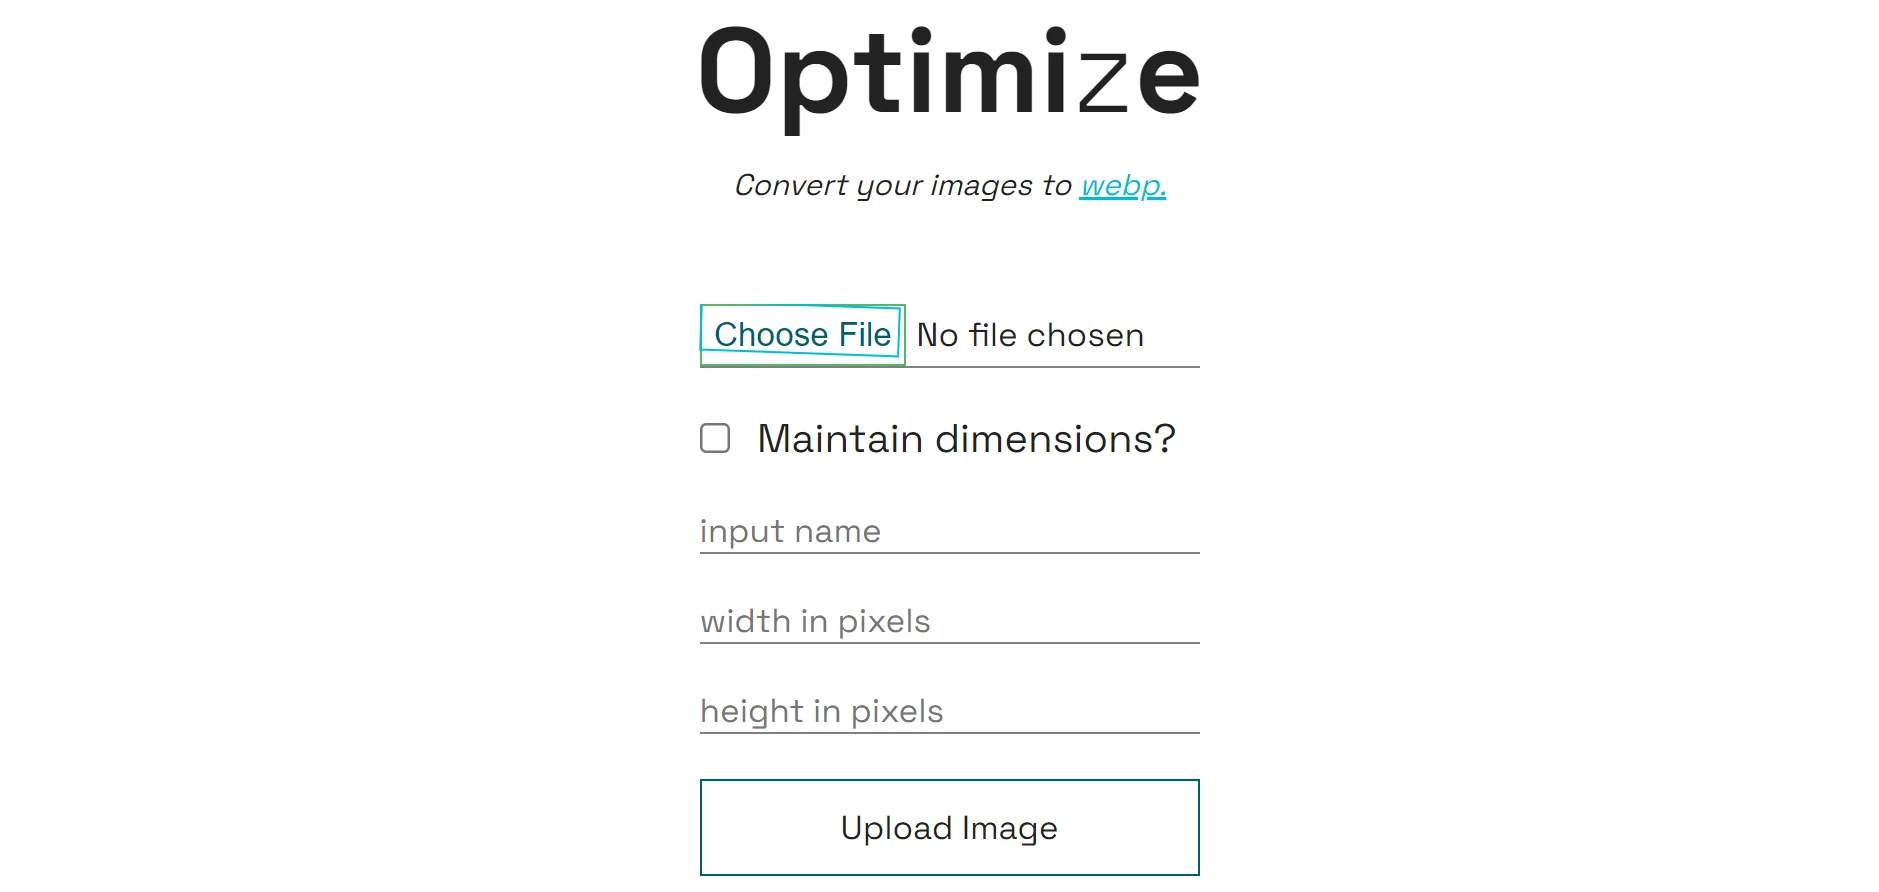 Optimize
Convert your images to webp.
Choose File No file chosen
Maintain dimensions?
input name
width in pixels
height in pixels
Upload Image